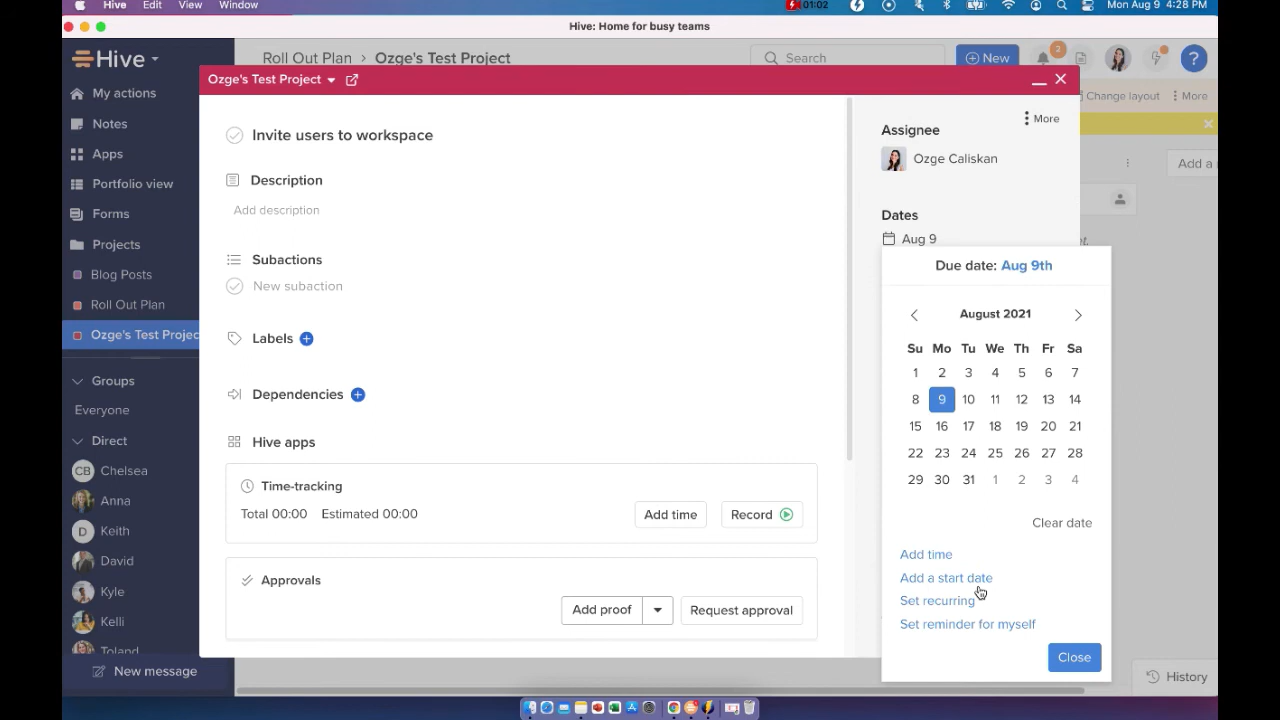 Hive Edit View Window 01:02 Mon Aug 9 4:28 PM
Hive: Home for busy teams
Hive
Roll Out Plan > Ozge's Test Project
Search
New
3
?
Ozge's Test Project
My actions
Notes
Apps
Portfolio view
Forms
Projects
Blog Posts
Roll Out Plan
Ozge's Test Projec
Groups
Everyone
Direct
CB Chelsea
Anna
D Keith
David
Kyle
Kelli
Toland
New message
Invite users to workspace
Description
Add description
Subactions
New subaction
Labels
Dependencies
Hive apps
Time-tracking
Total 00:00 Estimated 00:00
Add time
Record
Approvals
Add proof
Request approval
More
Assignee
Ozge Caliskan
Dates
Aug 9
Due date: Aug 9th
August 2021
Su Mo Tu We Th Fr Sa
1 2 3 4 5 6 7
8 9 10 11 12 13 14
15 16 17 18 19 20 21
22 23 24 25 26 27 28
29 30 31 1 2 3 4
Clear date
Add time
Add a start date
Set recurring
Set reminder for myself
Close
Change layout
More
Add a
et.
History